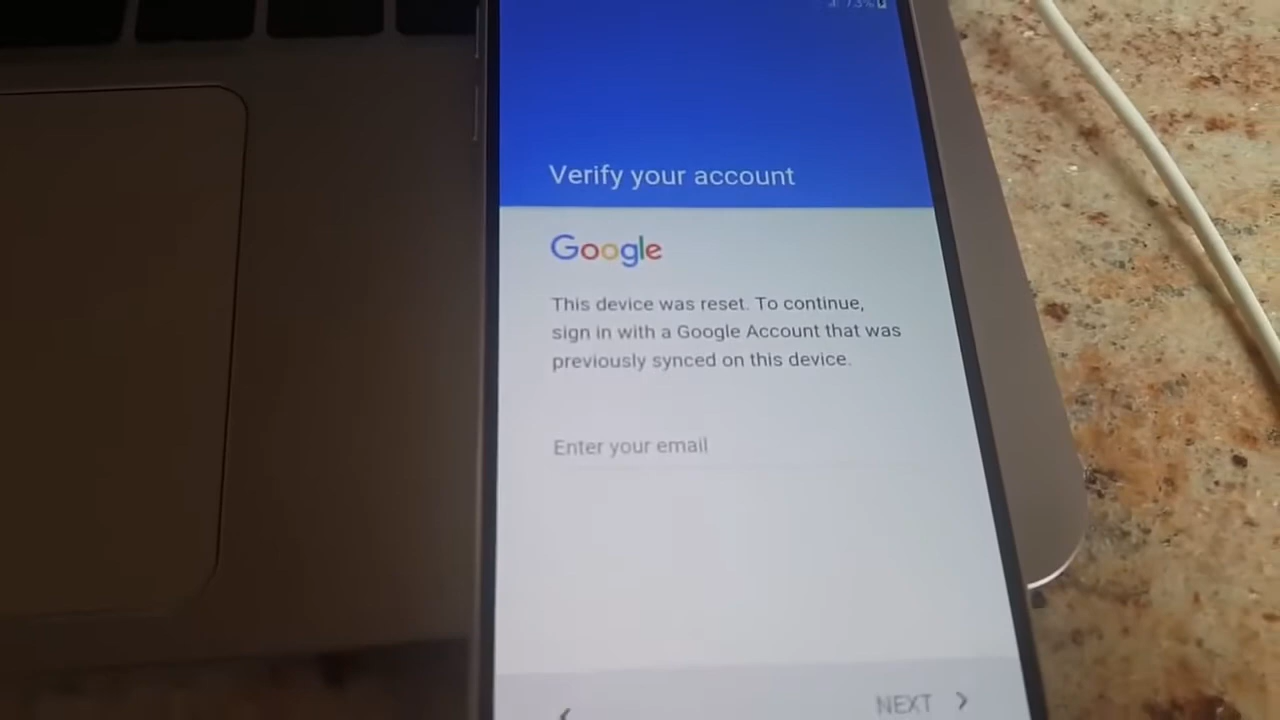 73%
Verify your account
Google
This device was reset. To continue,
sign in with a Google Account that was
previously synced on this device.
Enter your email
NEXT